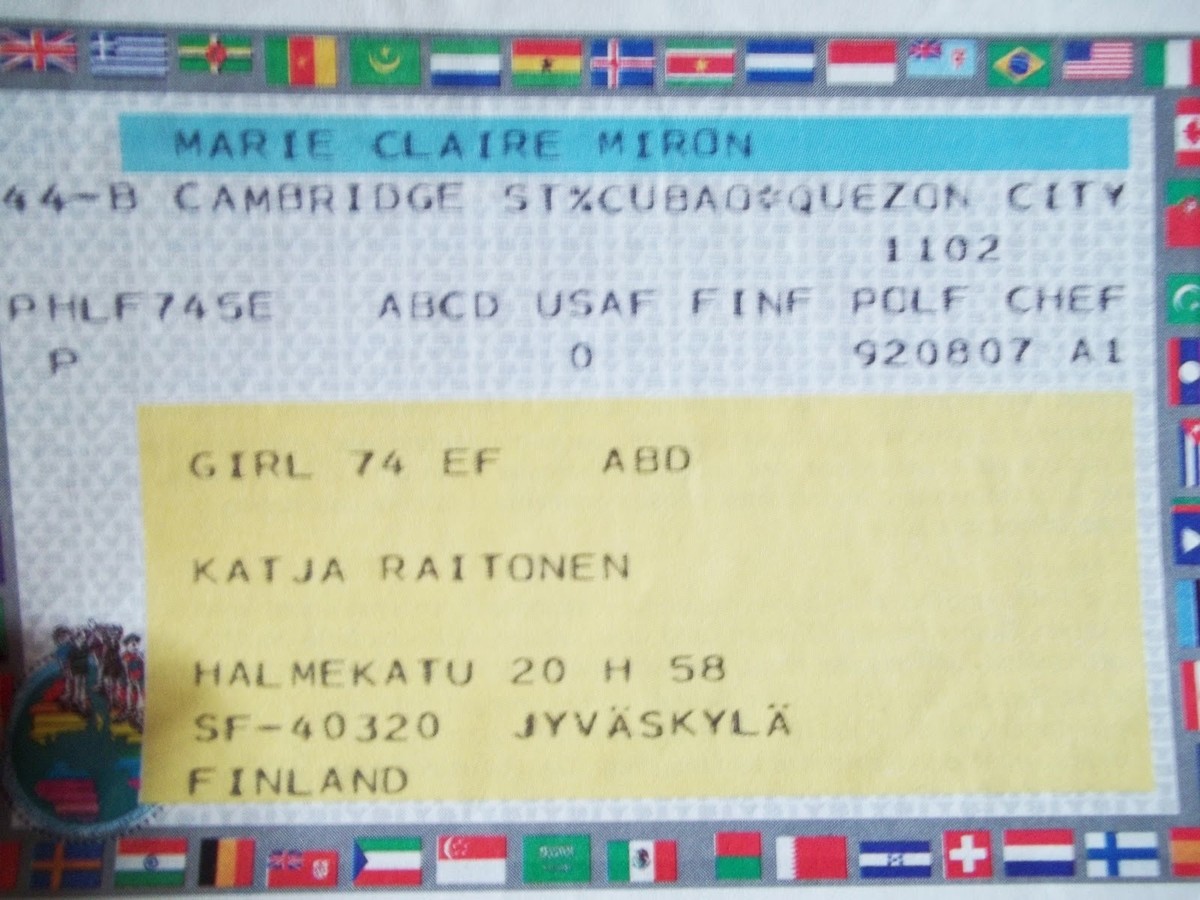 MARIE CLAIRE MIRON
44-B CAMBRIDGE ST%CUBAO*QUEZON CITY
1102
PHLF74SE ABCD USAF FINF POLF CHEF
P 0 920807 A1
GIRL 74 EF ABD
KATJA RAITONEN
HALMEKATU 20 H 58
SF-40320 JYVÄSKYLÄ
FINLAND